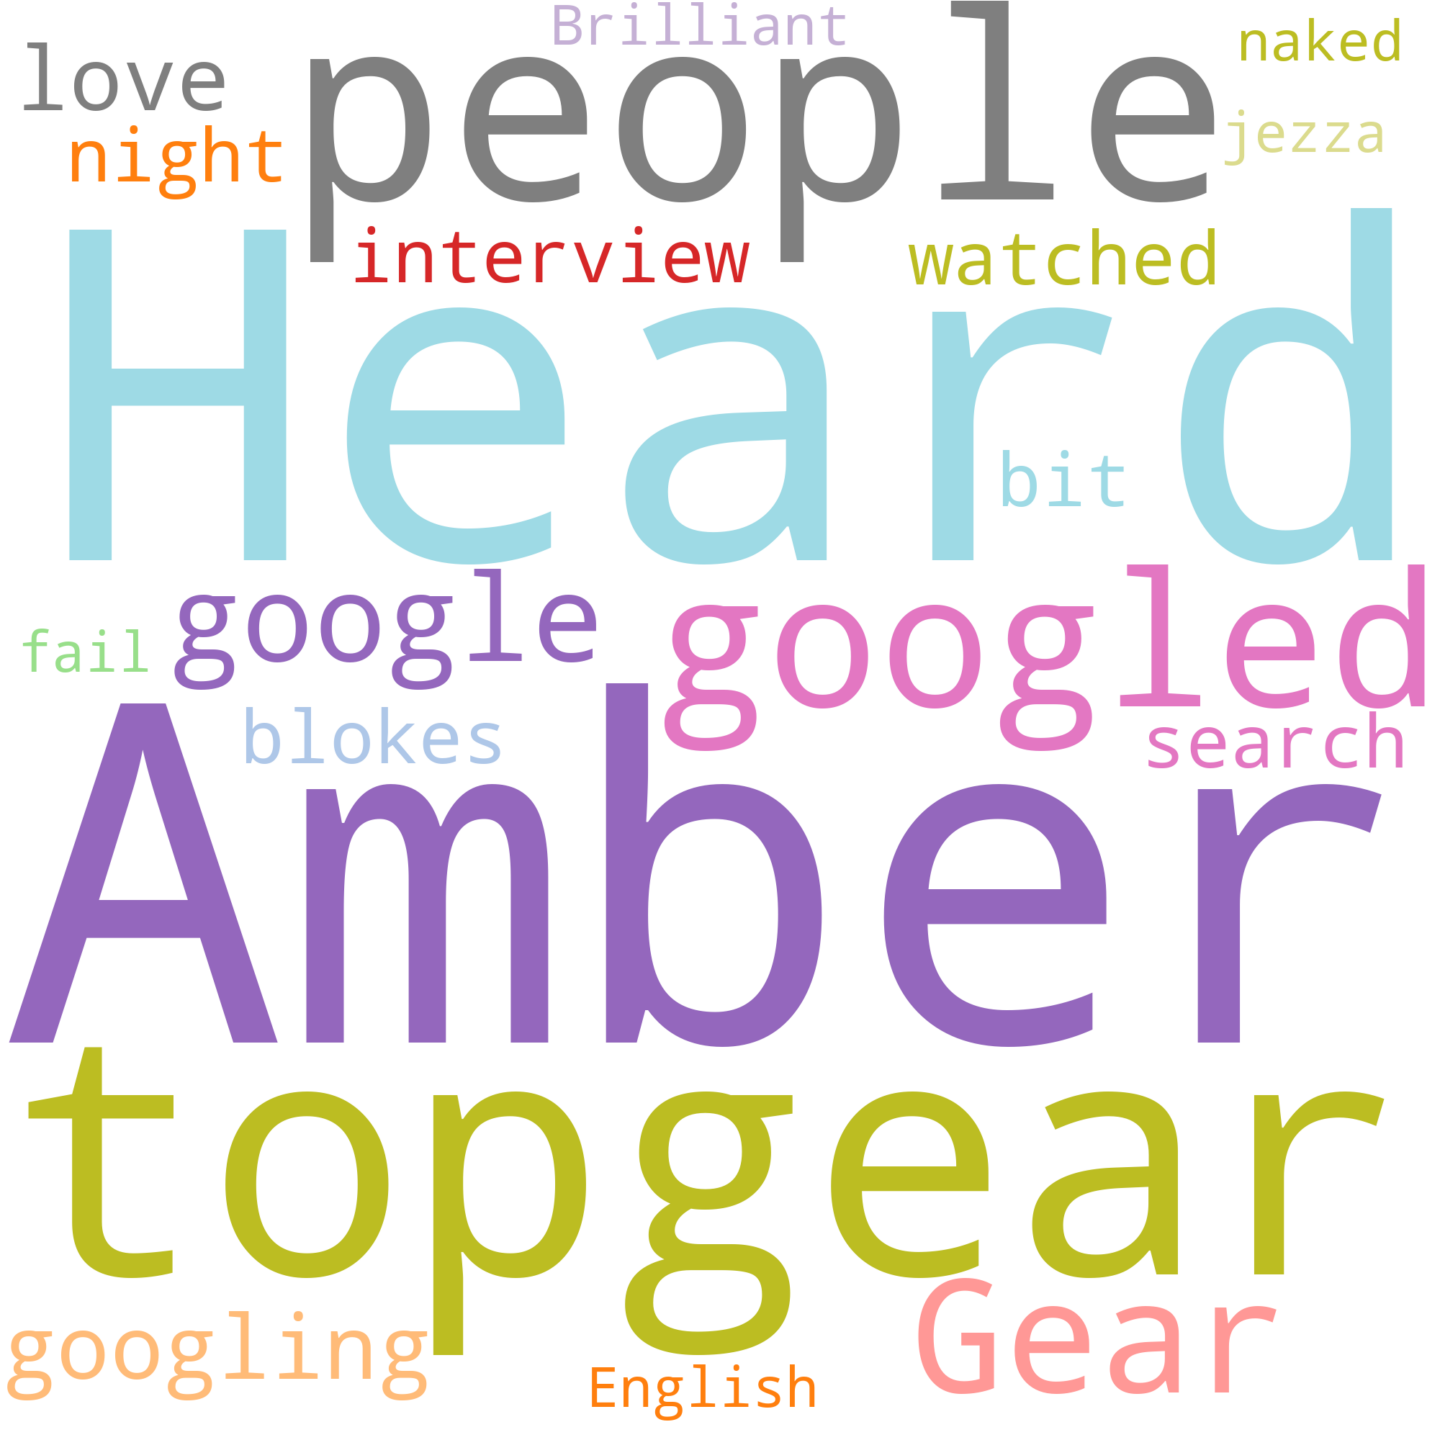 Brilliant
naked
love
people
jezza
night
interview
watched
Heard
bit
google
googled
fail
blokes
search
Amber
topgear
googling
Gear
English